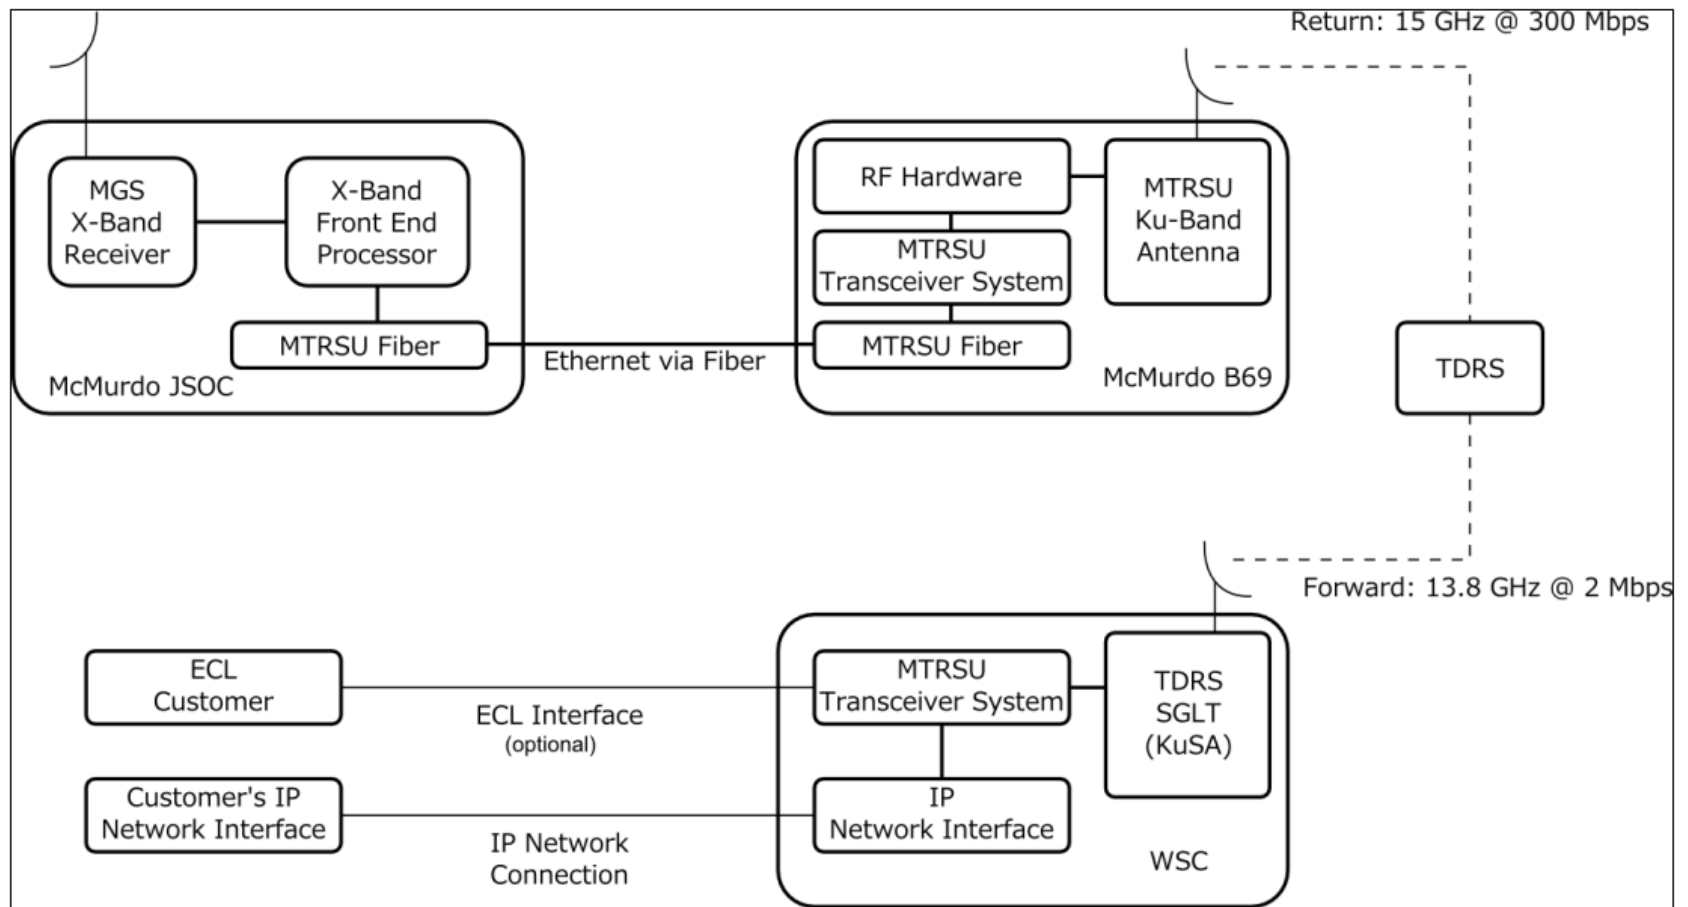 Return: 15 GHz @ 300 Mbps
MGS
X-Band
Receiver
X-Band
Front End
Processor
MTRSU Fiber
McMurdo JSOC
Ethernet via Fiber
RF Hardware
MTRSU
Transceiver System
MTRSU Fiber
MTRSU
Ku-Band
Antenna
McMurdo B69
TDRS
Forward: 13.8 GHz @ 2 Mbps
ECL
Customer
ECL Interface
(optional)
MTRSU
Transceiver System
TDRS
SGLT
(KuSA)
Customer's IP
Network Interface
IP Network
Connection
IP
Network Interface
WSC